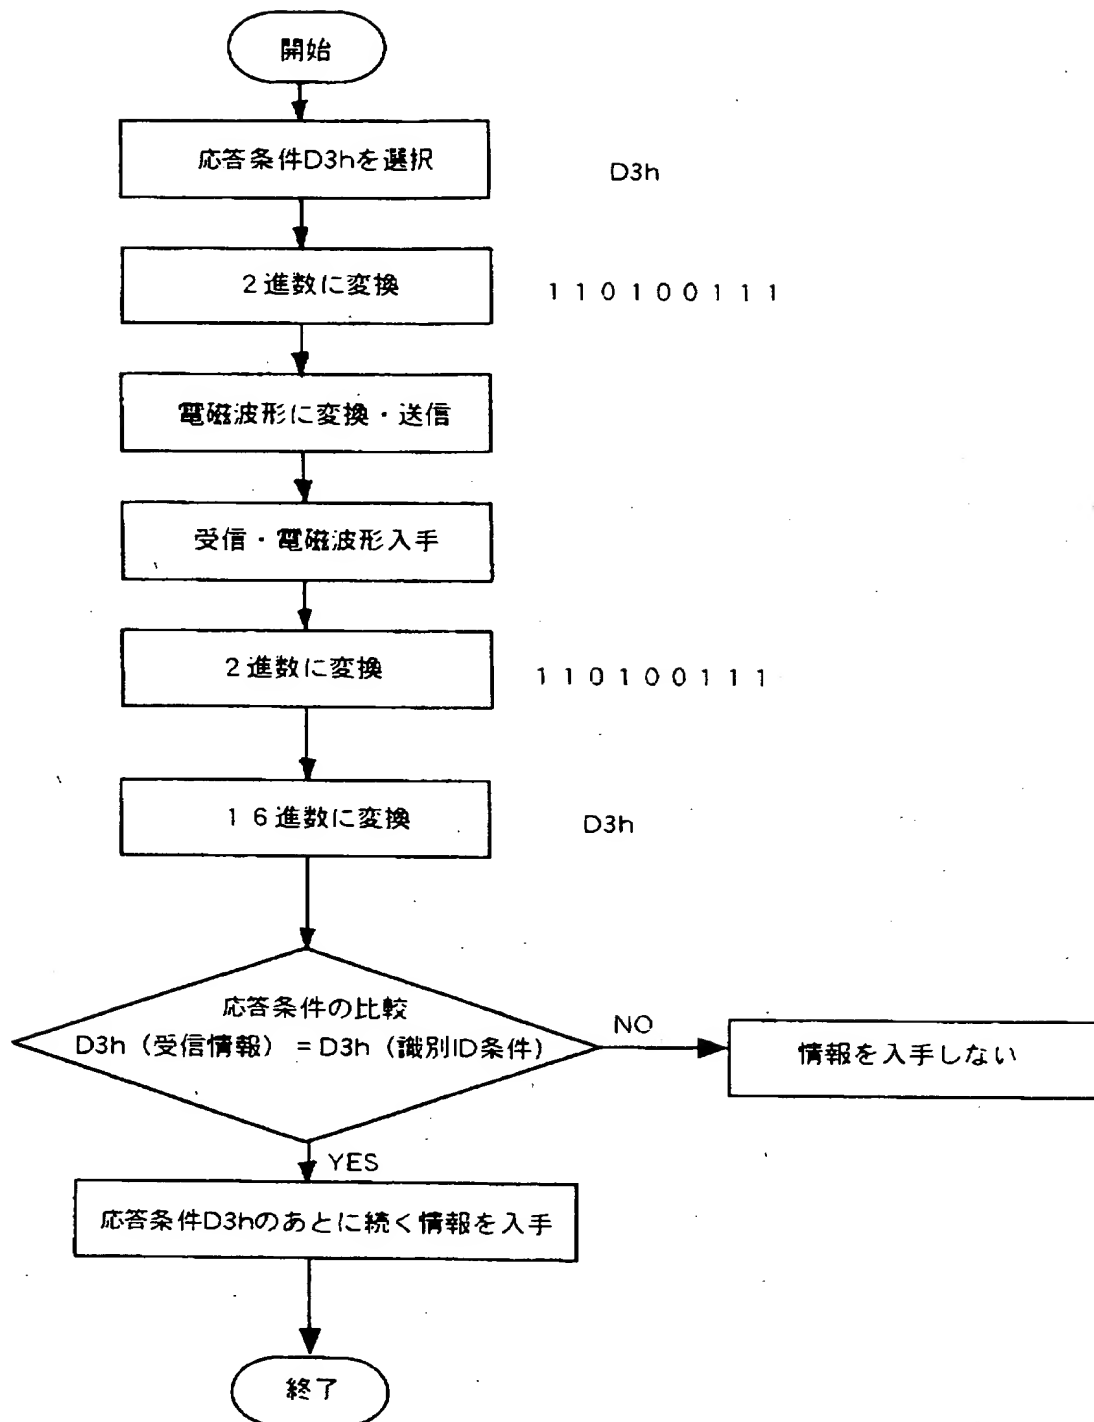 開始
応答条件D3hを選択
D3h
2進数に変換
110100111
電磁波形に変換・送信
受信・電磁波形入手
2進数に変換
110100111
16進数に変換
D3h
応答条件の比較
D3h(受信情報)=D3h(識別ID条件)
NO
情報を入手しない
YES
応答条件D3hのあとに続く情報を入手
終了